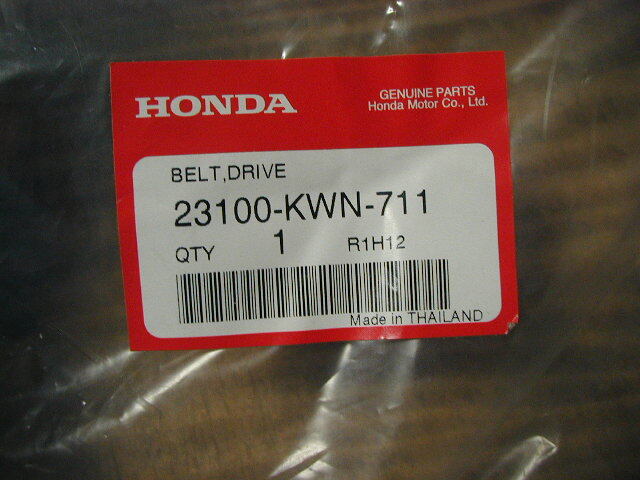 HONDA
GENUINE PARTS
Honda Motor Co., Ltd.
BELT,DRIVE
23100-KWN-711
QTY 1 R1H12
Made in THAILAND